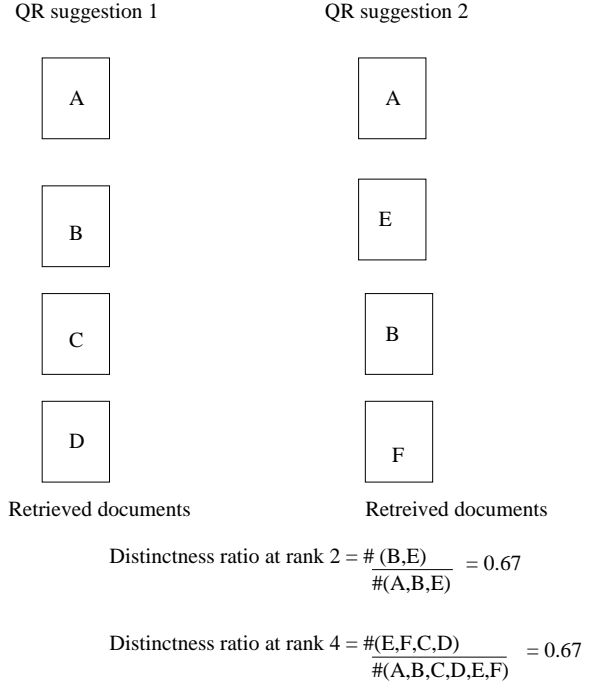 QR suggestion 1 QR suggestion 2
A A
B E
C B
D F
Retrieved documents Retreived documents
Distinctness ratio at rank 2 = # (B,E) = 0.67
#(A,B,E)
Distinctness ratio at rank 4 = #(E,F,C,D) = 0.67
#(A,B,C,D,E,F)